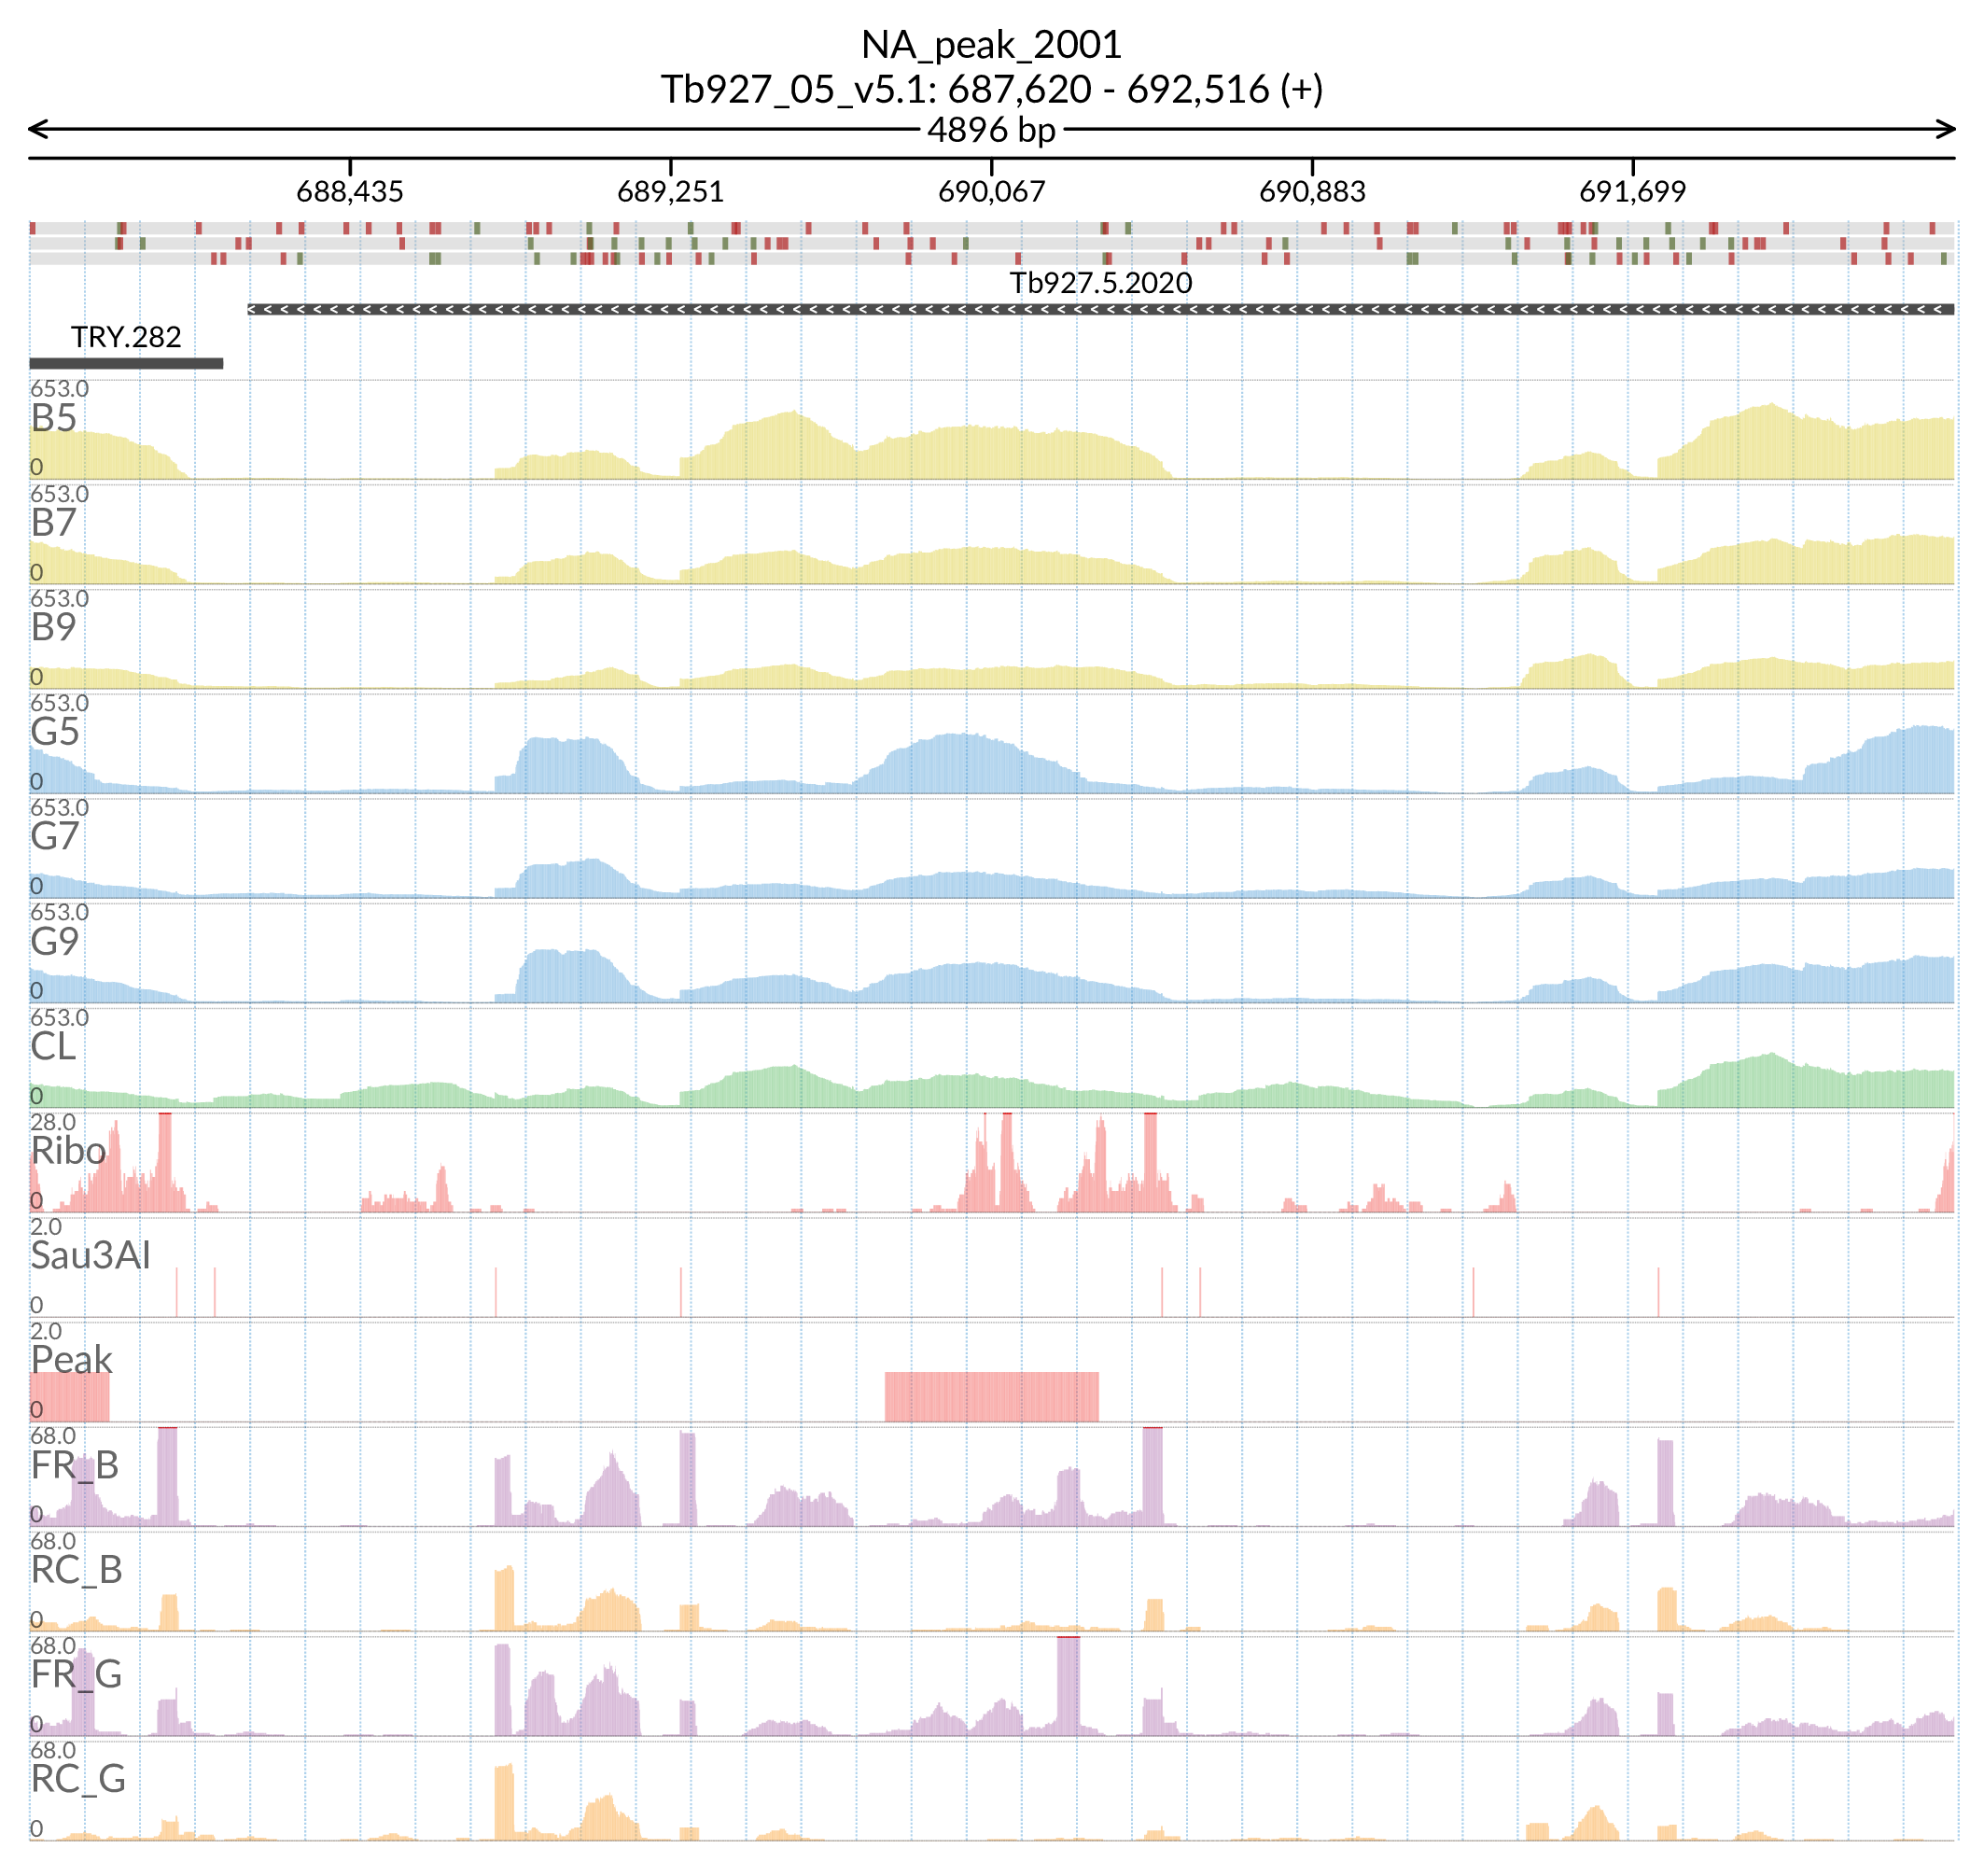 NA_peak_2001
Tb927_05_v5.1: 687,620 - 692,516 (+)
4896 bp
688,435 689,251 690,067 690,883 691,699
Tb927.5.2020
TRY.282
653.0
B5
0
653.0
B7
0
653.0
B9
0
653.0
G5
0
653.0
G7
0
653.0
G9
0
653.0
CL
0
28.0
Ribo
0
2.0
Sau3AI
0
2.0
Peak
0
68.0
FR_B
0
68.0
RC_B
0
68.0
FR_G
0
68.0
RC_G
0